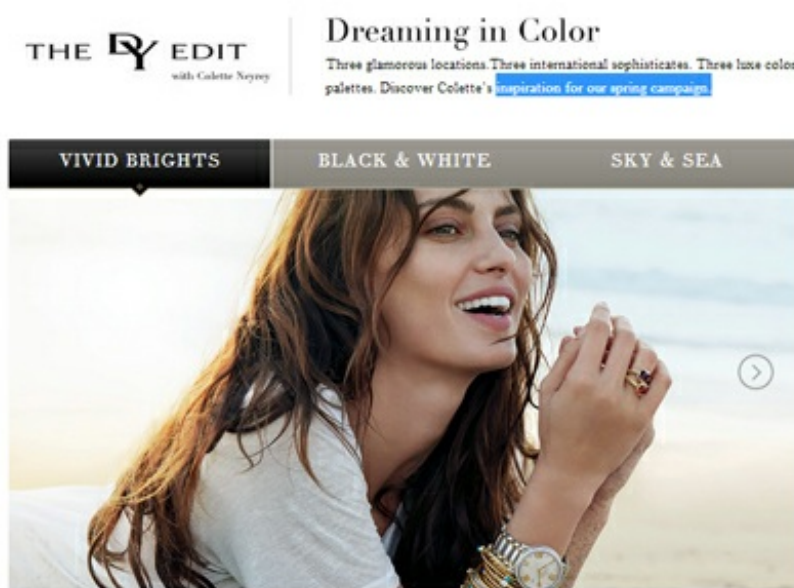 THE DY EDIT
with Colette Neyrey
Dreaming in Color
Three glamorous locations.Three international sophisticates. Three luxe color
palettes. Discover Colette's inspiration for our spring campaign.
VIVID BRIGHTS
BLACK & WHITE
SKY & SEA